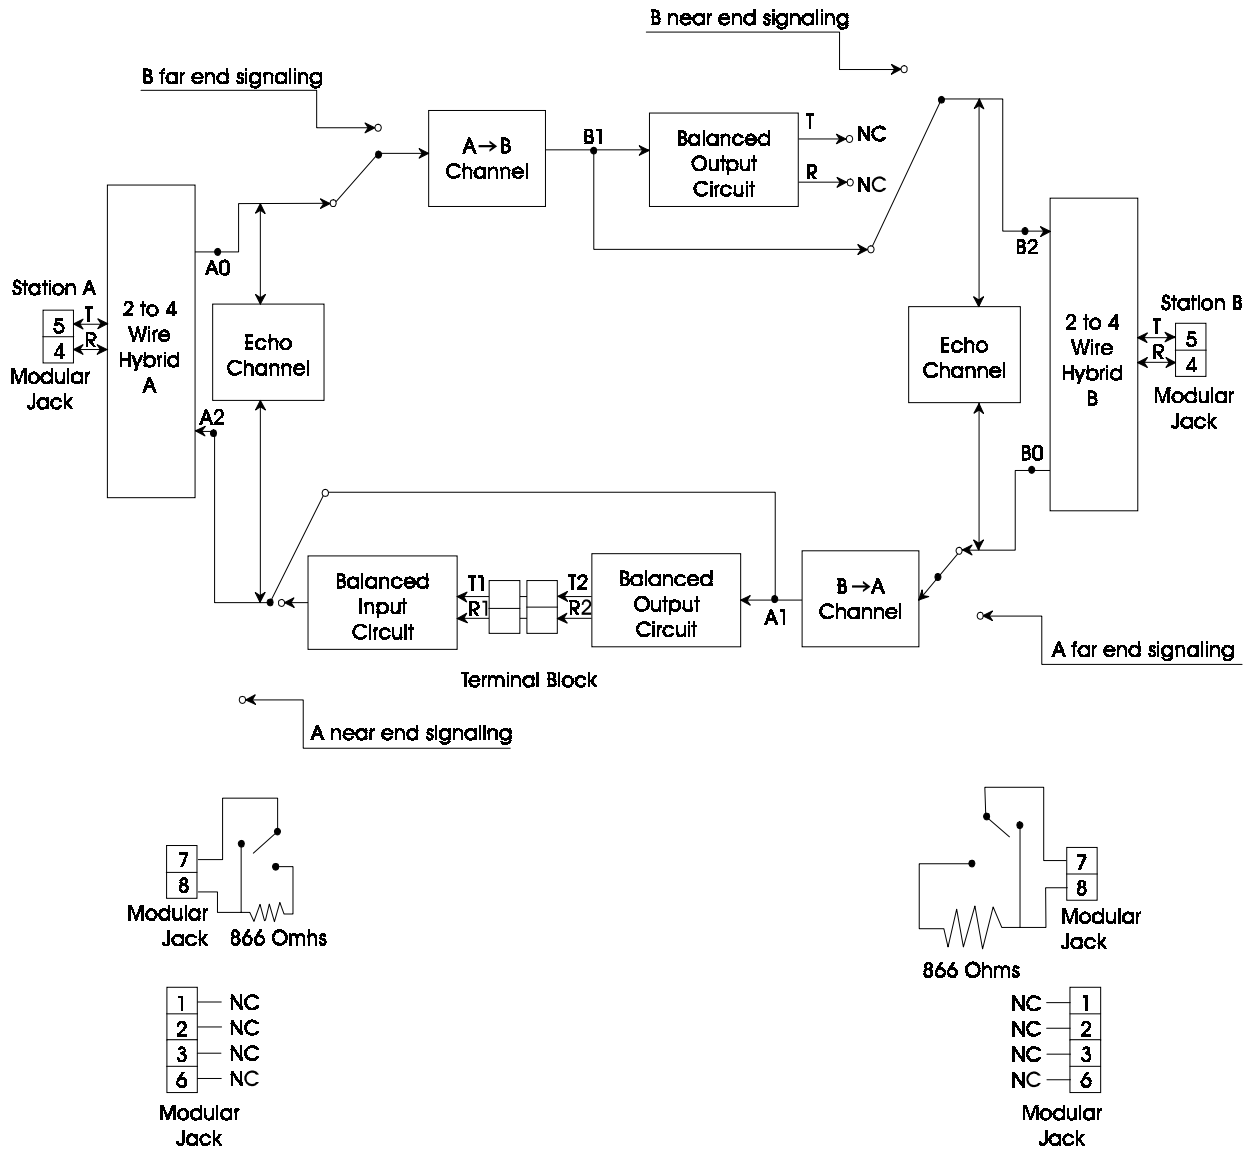 B near end signaling
B far end signaling
A→B
Channel
B1
Balanced
Output
Circuit
T
NC
R
NC
A0
B2
Station A
5
4
T
R
Modular
Jack
2 to 4
Wire
Hybrid
A
Echo
Channel
A2
Echo
Channel
2 to 4
Wire
Hybrid
B
Station B
T
R
5
4
Modular
Jack
B0
Balanced
Input
Circuit
T1
R1
T2
R2
Terminal Block
Balanced
Output
Circuit
A1
B→A
Channel
A far end signaling
A near end signaling
7
8
Modular
Jack
866 Omhs
7
8
Modular
Jack
866 Ohms
1 NC
2 NC
3 NC
6 NC
Modular
Jack
NC 1
NC 2
NC 3
NC 6
Modular
Jack